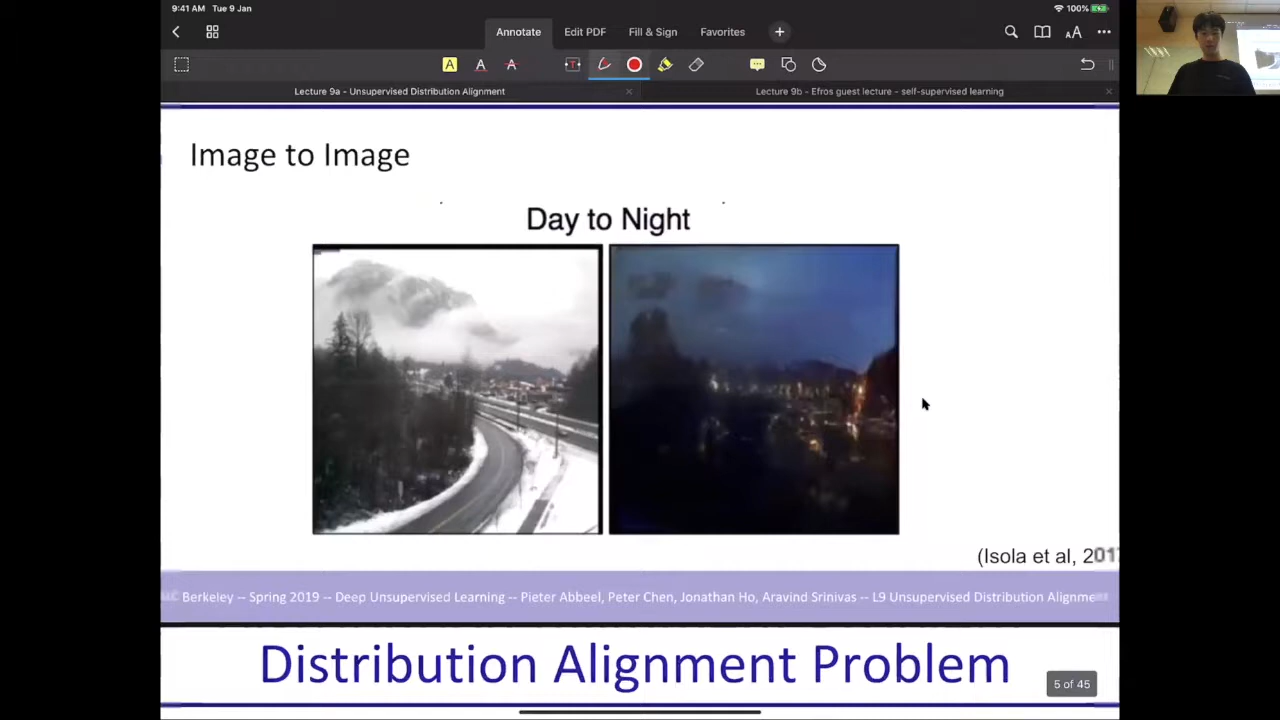 9:41 AM Tue 9 Jan
100%
Annotate
Edit PDF
Fill & Sign
Favorites
AA
A
A
A
T
Lecture 9a - Unsupervised Distribution Alignment
Lecture 9b - Efros guest lecture - self-supervised learning
Image to Image
Day to Night
(Isola et al, 2017
Berkeley -- Spring 2019 -- Deep Unsupervised Learning -- Pieter Abbeel, Peter Chen, Jonathan Ho, Aravind Srinivas -- L9 Unsupervised Distribution Alignme
Distribution Alignment Problem
5 of 45